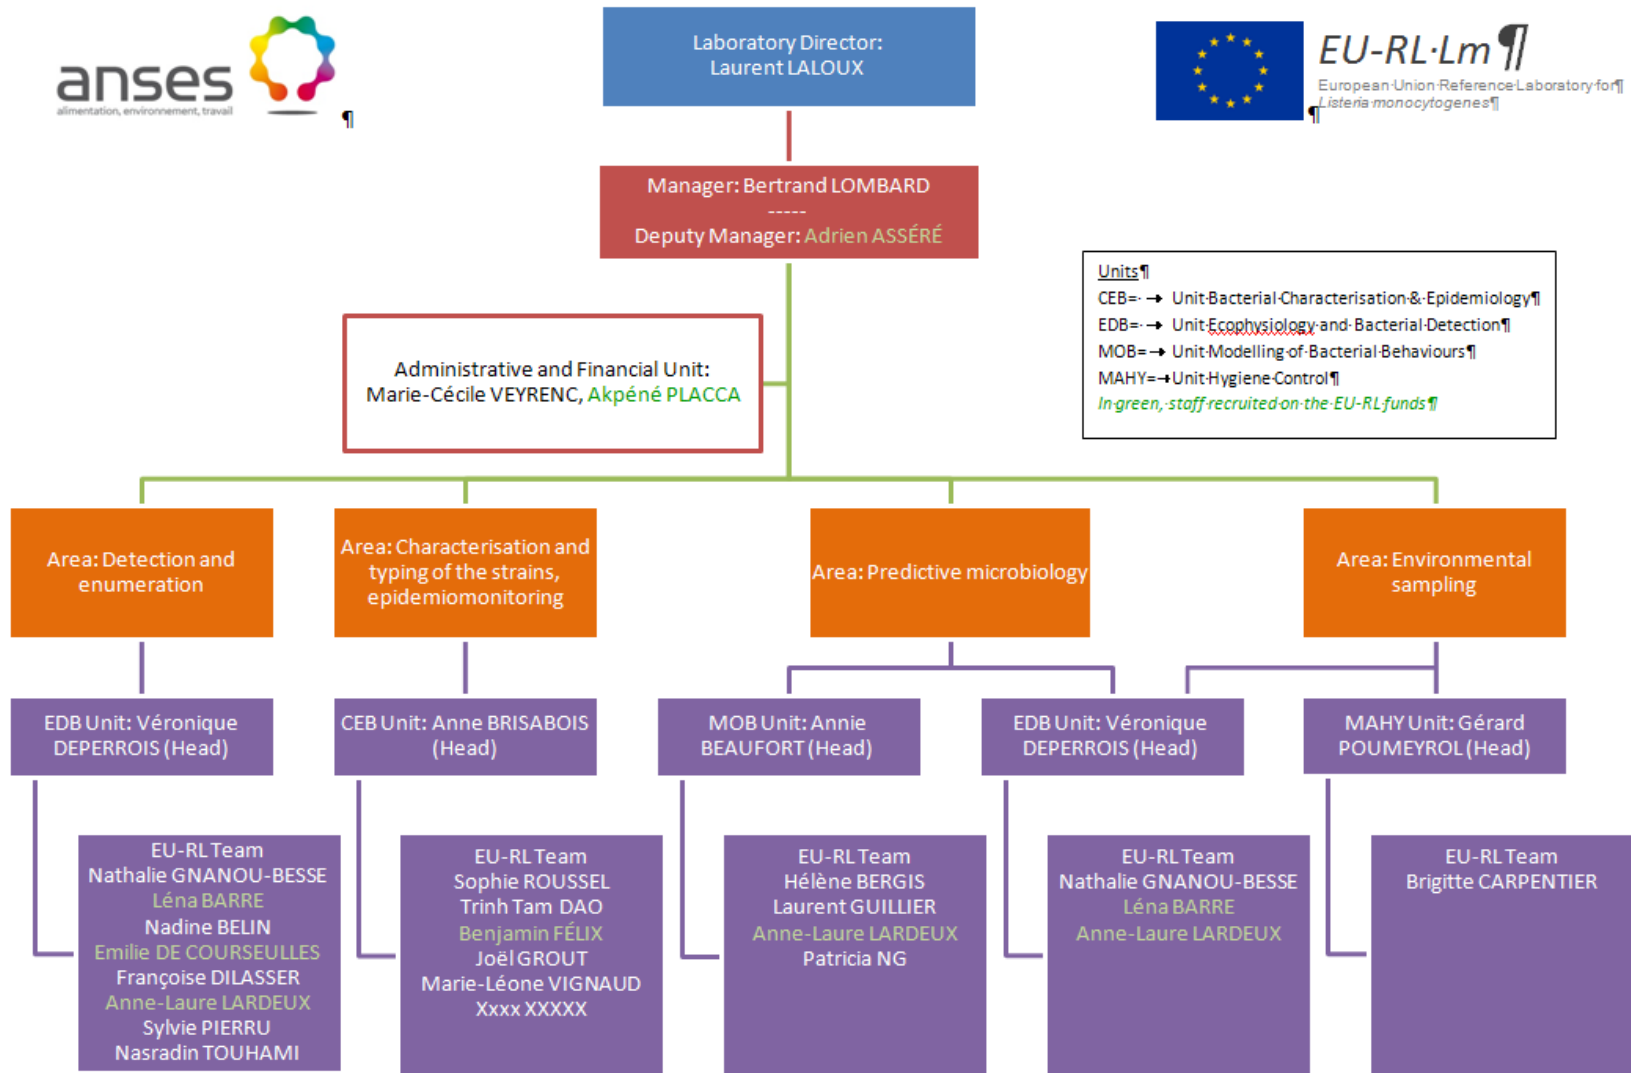 anses
alimentation, environnement, travail
¶
Laboratory Director:
Laurent LALOUX
EU-RL·Lm¶
European·Union·Reference·Laboratory·for¶
Listeria·monocytogenes¶
¶
Manager: Bertrand LOMBARD
-----
Deputy Manager: Adrien ASSÉRÉ
Units¶
CEB=· → Unit·Bacterial·Characterisation·&·Epidemiology¶
EDB=· → Unit·Ecophysiology·and·Bacterial·Detection¶
MOB=→ Unit·Modelling·of·Bacterial·Behaviours¶
MAHY=→Unit·Hygiene·Control¶
In·green,·staff·recruited·on·the·EU-RL·funds¶
Administrative and Financial Unit:
Marie-Cécile VEYRENC, Akpéné PLACCA
Area: Detection and
enumeration
Area: Characterisation and
typing of the strains,
epidemiomonitoring
Area: Predictive microbiology
Area: Environmental
sampling
EDB Unit: Véronique
DEPERROIS (Head)
CEB Unit: Anne BRISABOIS
(Head)
MOB Unit: Annie
BEAUFORT (Head)
EDB Unit: Véronique
DEPERROIS (Head)
MAHY Unit: Gérard
POUMEYROL (Head)
EU-RL Team
Nathalie GNANOU-BESSE
Léna BARRE
Nadine BELIN
Emilie DE COURSEULLES
Françoise DILASSER
Anne-Laure LARDEUX
Sylvie PIERRU
Nasradin TOUHAMI
EU-RL Team
Sophie ROUSSEL
Trinh Tam DAO
Benjamin FÉLIX
Joël GROUT
Marie-Léone VIGNAUD
Xxxx XXXXX
EU-RL Team
Hélène BERGIS
Laurent GUILLIER
Anne-Laure LARDEUX
Patricia NG
EU-RL Team
Nathalie GNANOU-BESSE
Léna BARRE
Anne-Laure LARDEUX
EU-RL Team
Brigitte CARPENTIER